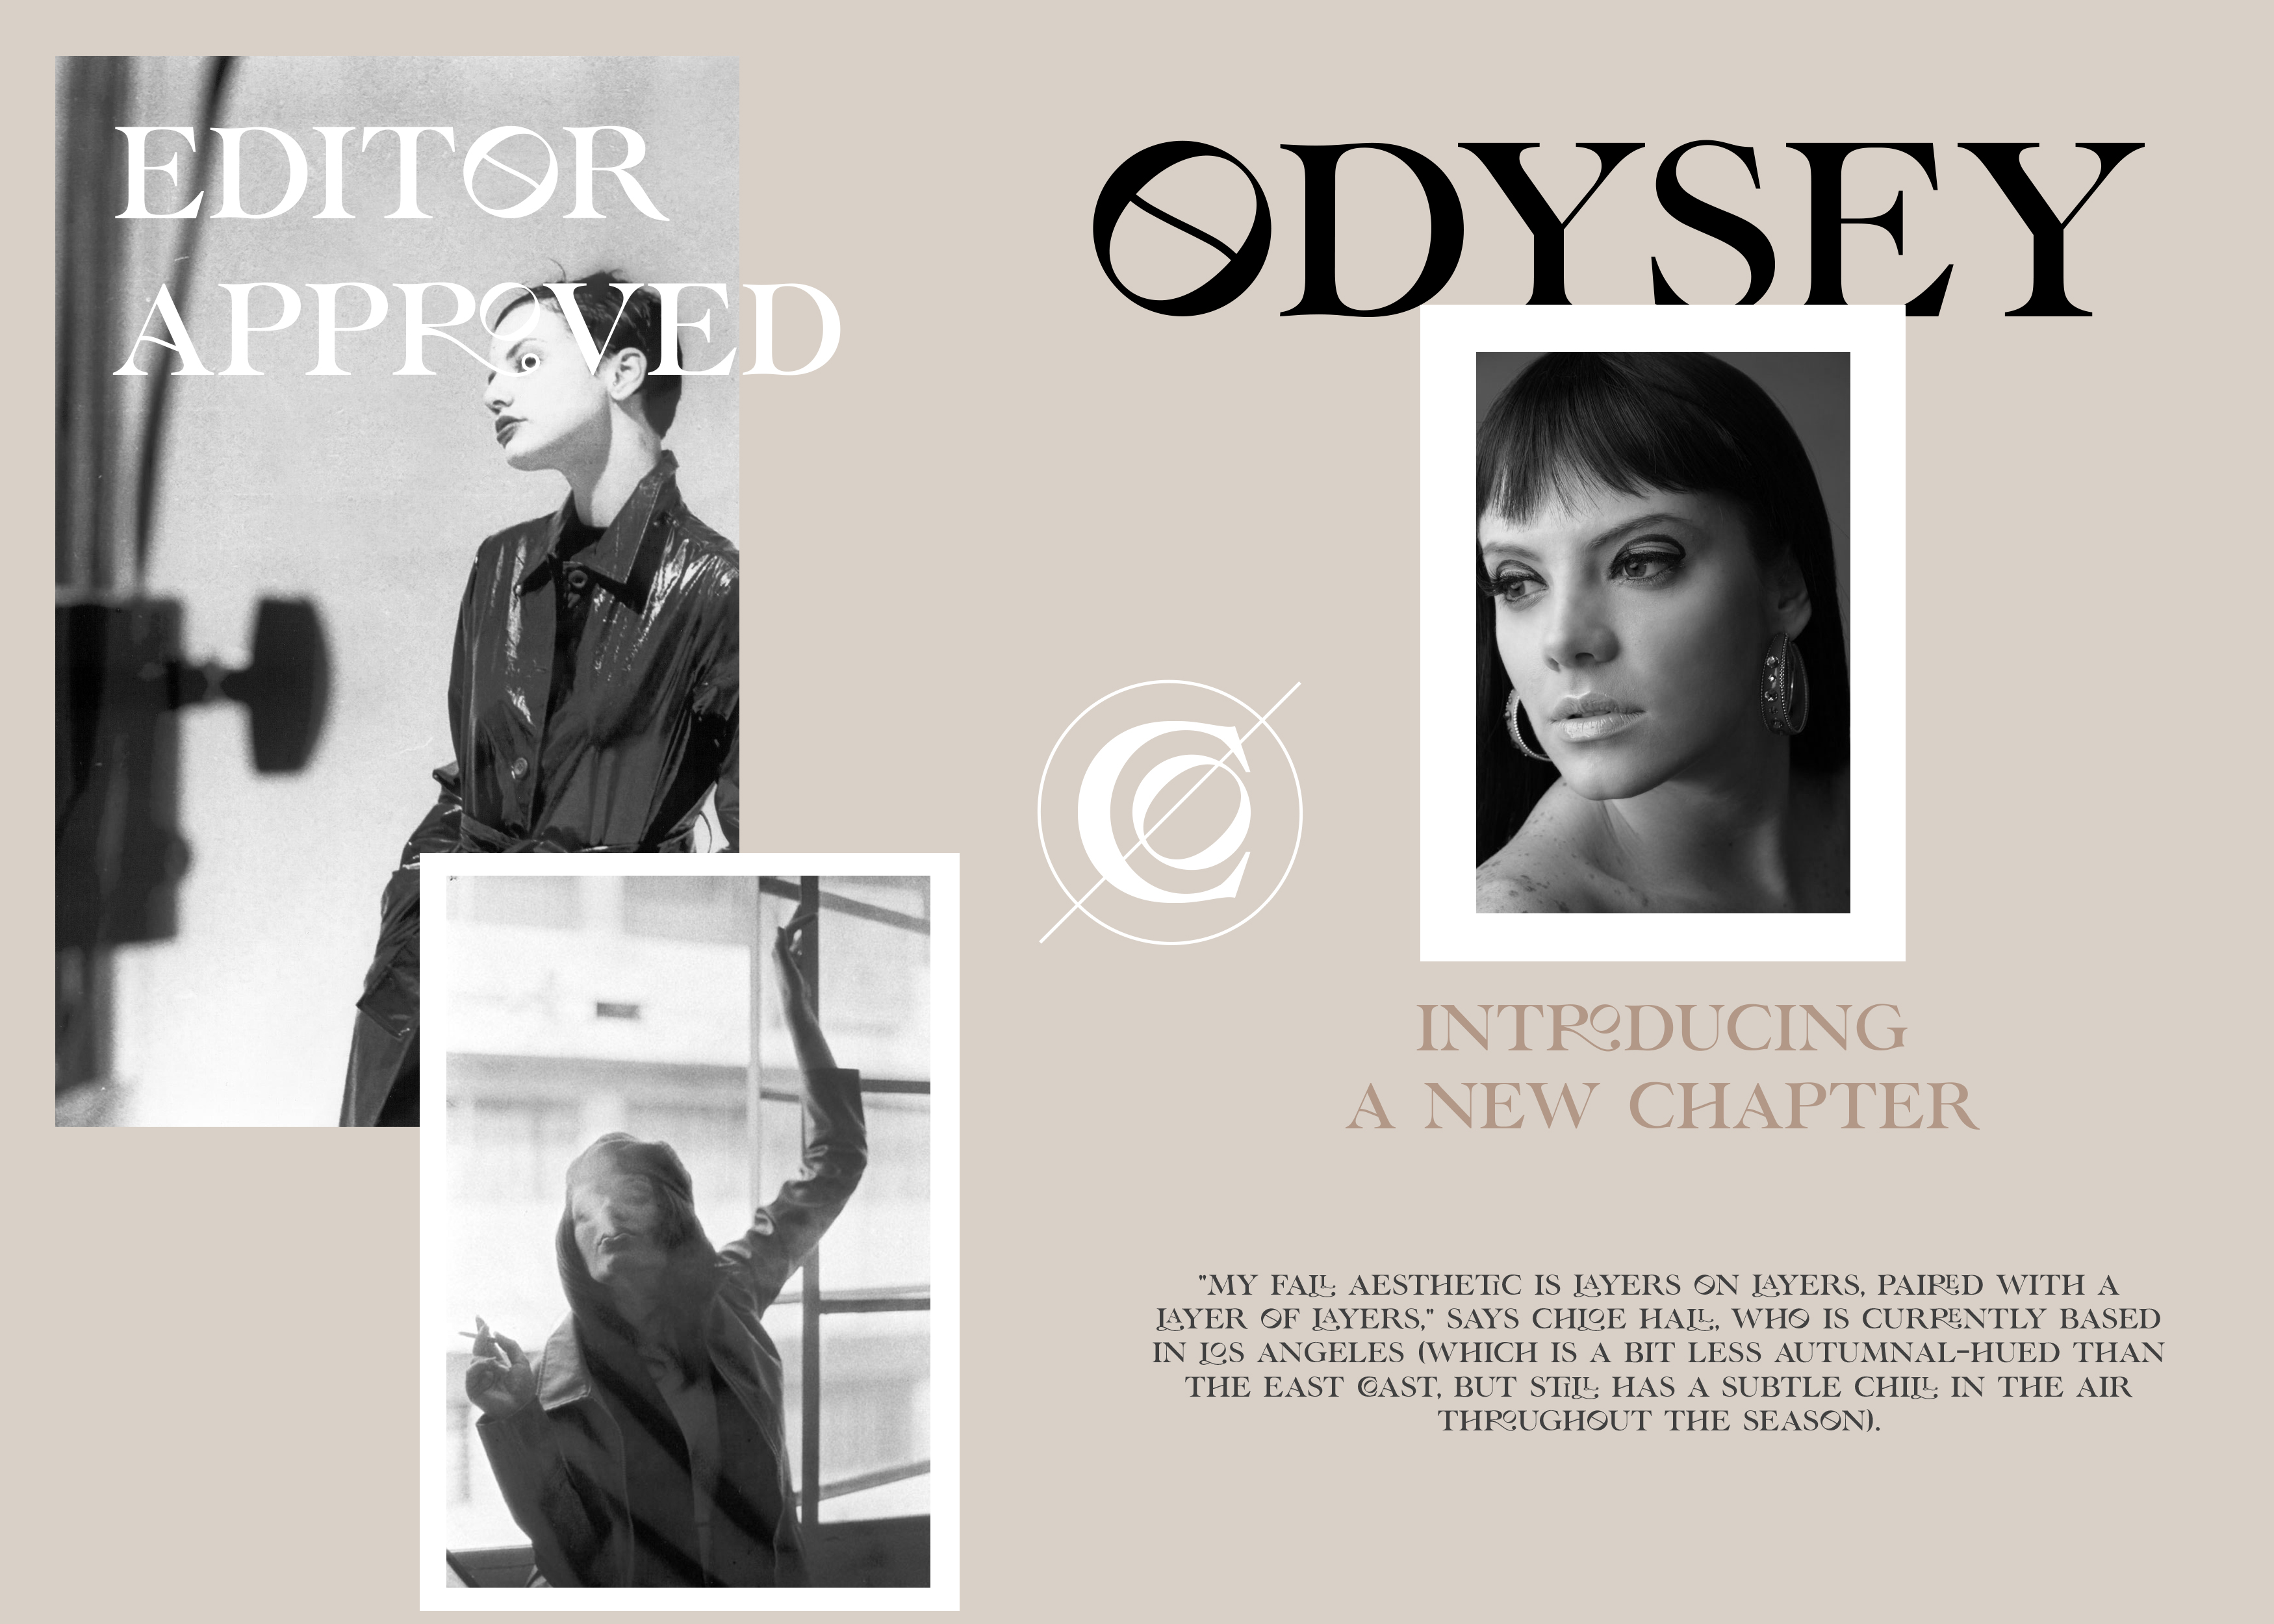 EDITOR
APPROVED
ODYSEY
CO
INTRODUCING
A NEW CHAPTER
"MY FALL AESTHETIC IS LAYERS ON LAYERS, PAIRED WITH A
LAYER OF LAYERS," SAYS CHLOE HALL, WHO IS CURRENTLY BASED
IN LOS ANGELES (WHICH IS A BIT LESS AUTUMNAL-HUED THAN
THE EAST COAST, BUT STILL HAS A SUBTLE CHILL IN THE AIR
THROUGHOUT THE SEASON).